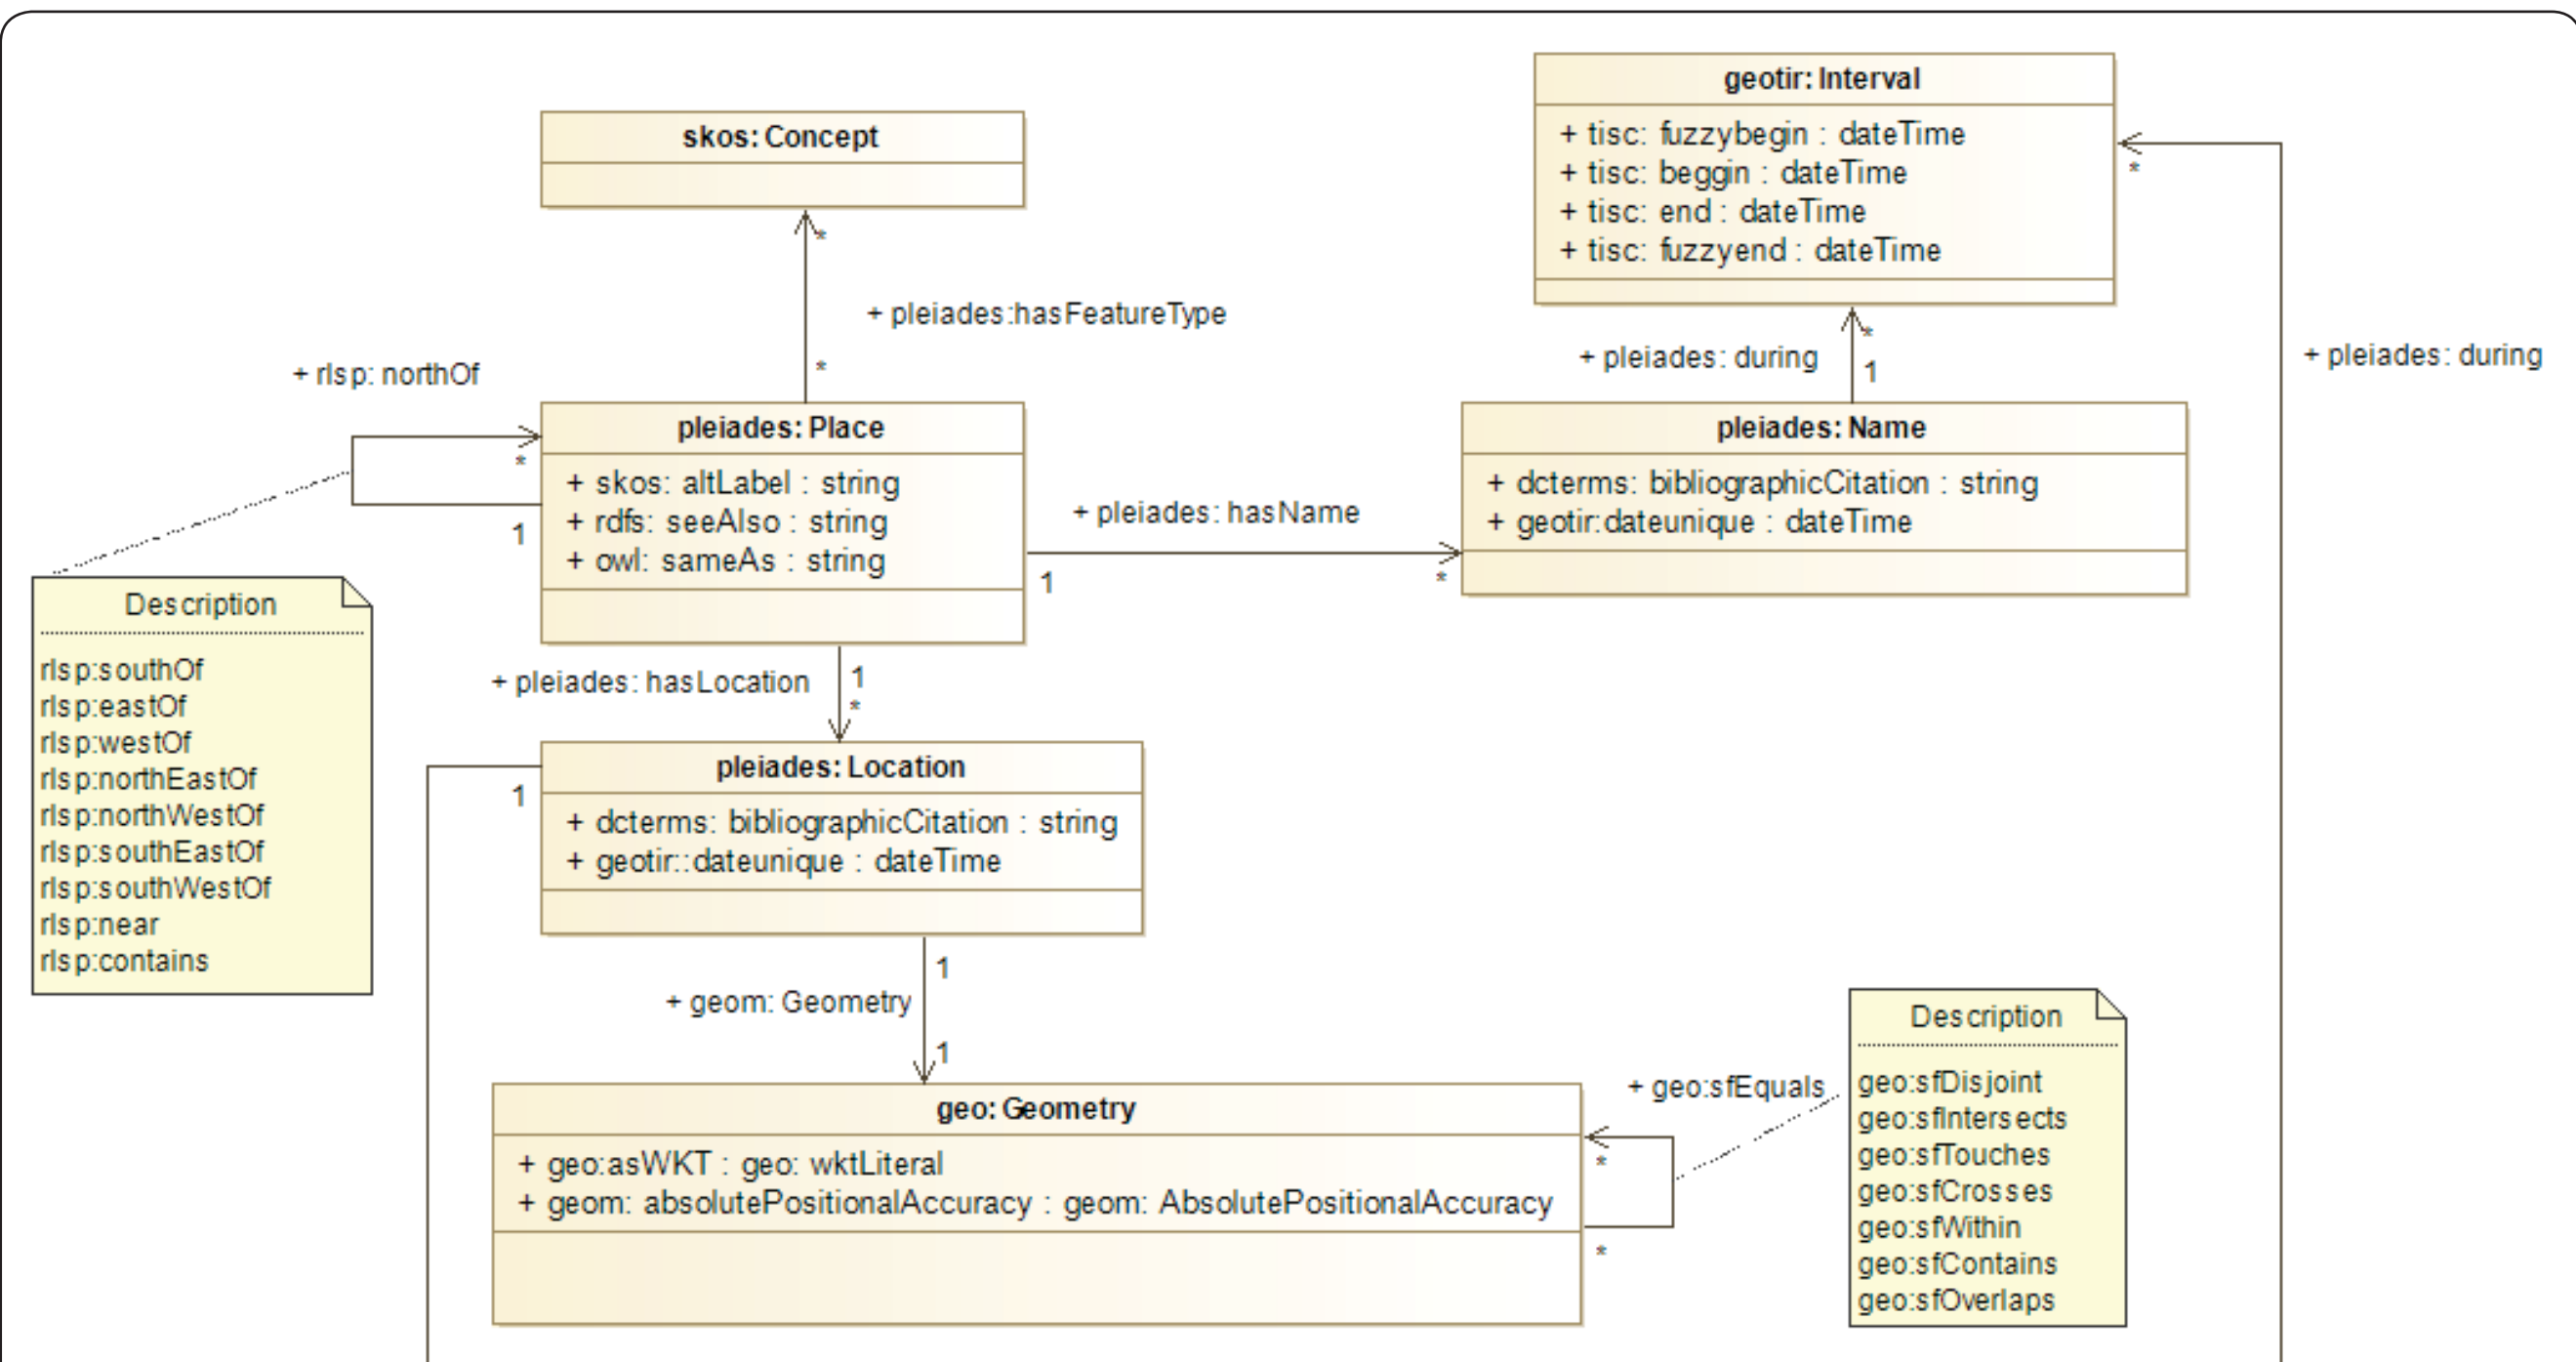 geotir: Interval
+ tisc: fuzzybegin : dateTime
+ tisc: beggin : dateTime
+ tisc: end : dateTime
+ tisc: fuzzyend : dateTime
skos: Concept
*
+ pleiades:hasFeatureType
*
*
+ pleiades: during
1
*
+ pleiades: during
+ rlsp: northOf
*
1
pleiades: Place
+ skos: altLabel : string
+ rdfs: seeAlso : string
+ owl: sameAs : string
+ pleiades: hasName
1
*
pleiades: Name
+ dcterms: bibliographicCitation : string
+ geotir:dateunique : dateTime
Description
rlsp:southOf
rlsp:eastOf
rlsp:westOf
rlsp:northEastOf
rlsp:northWestOf
rlsp:southEastOf
rlsp:southWestOf
rlsp:near
rlsp:contains
+ pleiades: hasLocation
1
*
pleiades: Location
1
+ dcterms: bibliographicCitation : string
+ geotir::dateunique : dateTime
1
+ geom: Geometry
1
geo: Geometry
+ geo:asWKT : geo: wktLiteral
+ geom: absolutePositionalAccuracy : geom: AbsolutePositionalAccuracy
+ geo:sfEquals
*
*
Description
geo:sfDisjoint
geo:sfIntersects
geo:sfTouches
geo:sfCrosses
geo:sfWithin
geo:sfContains
geo:sfOverlaps